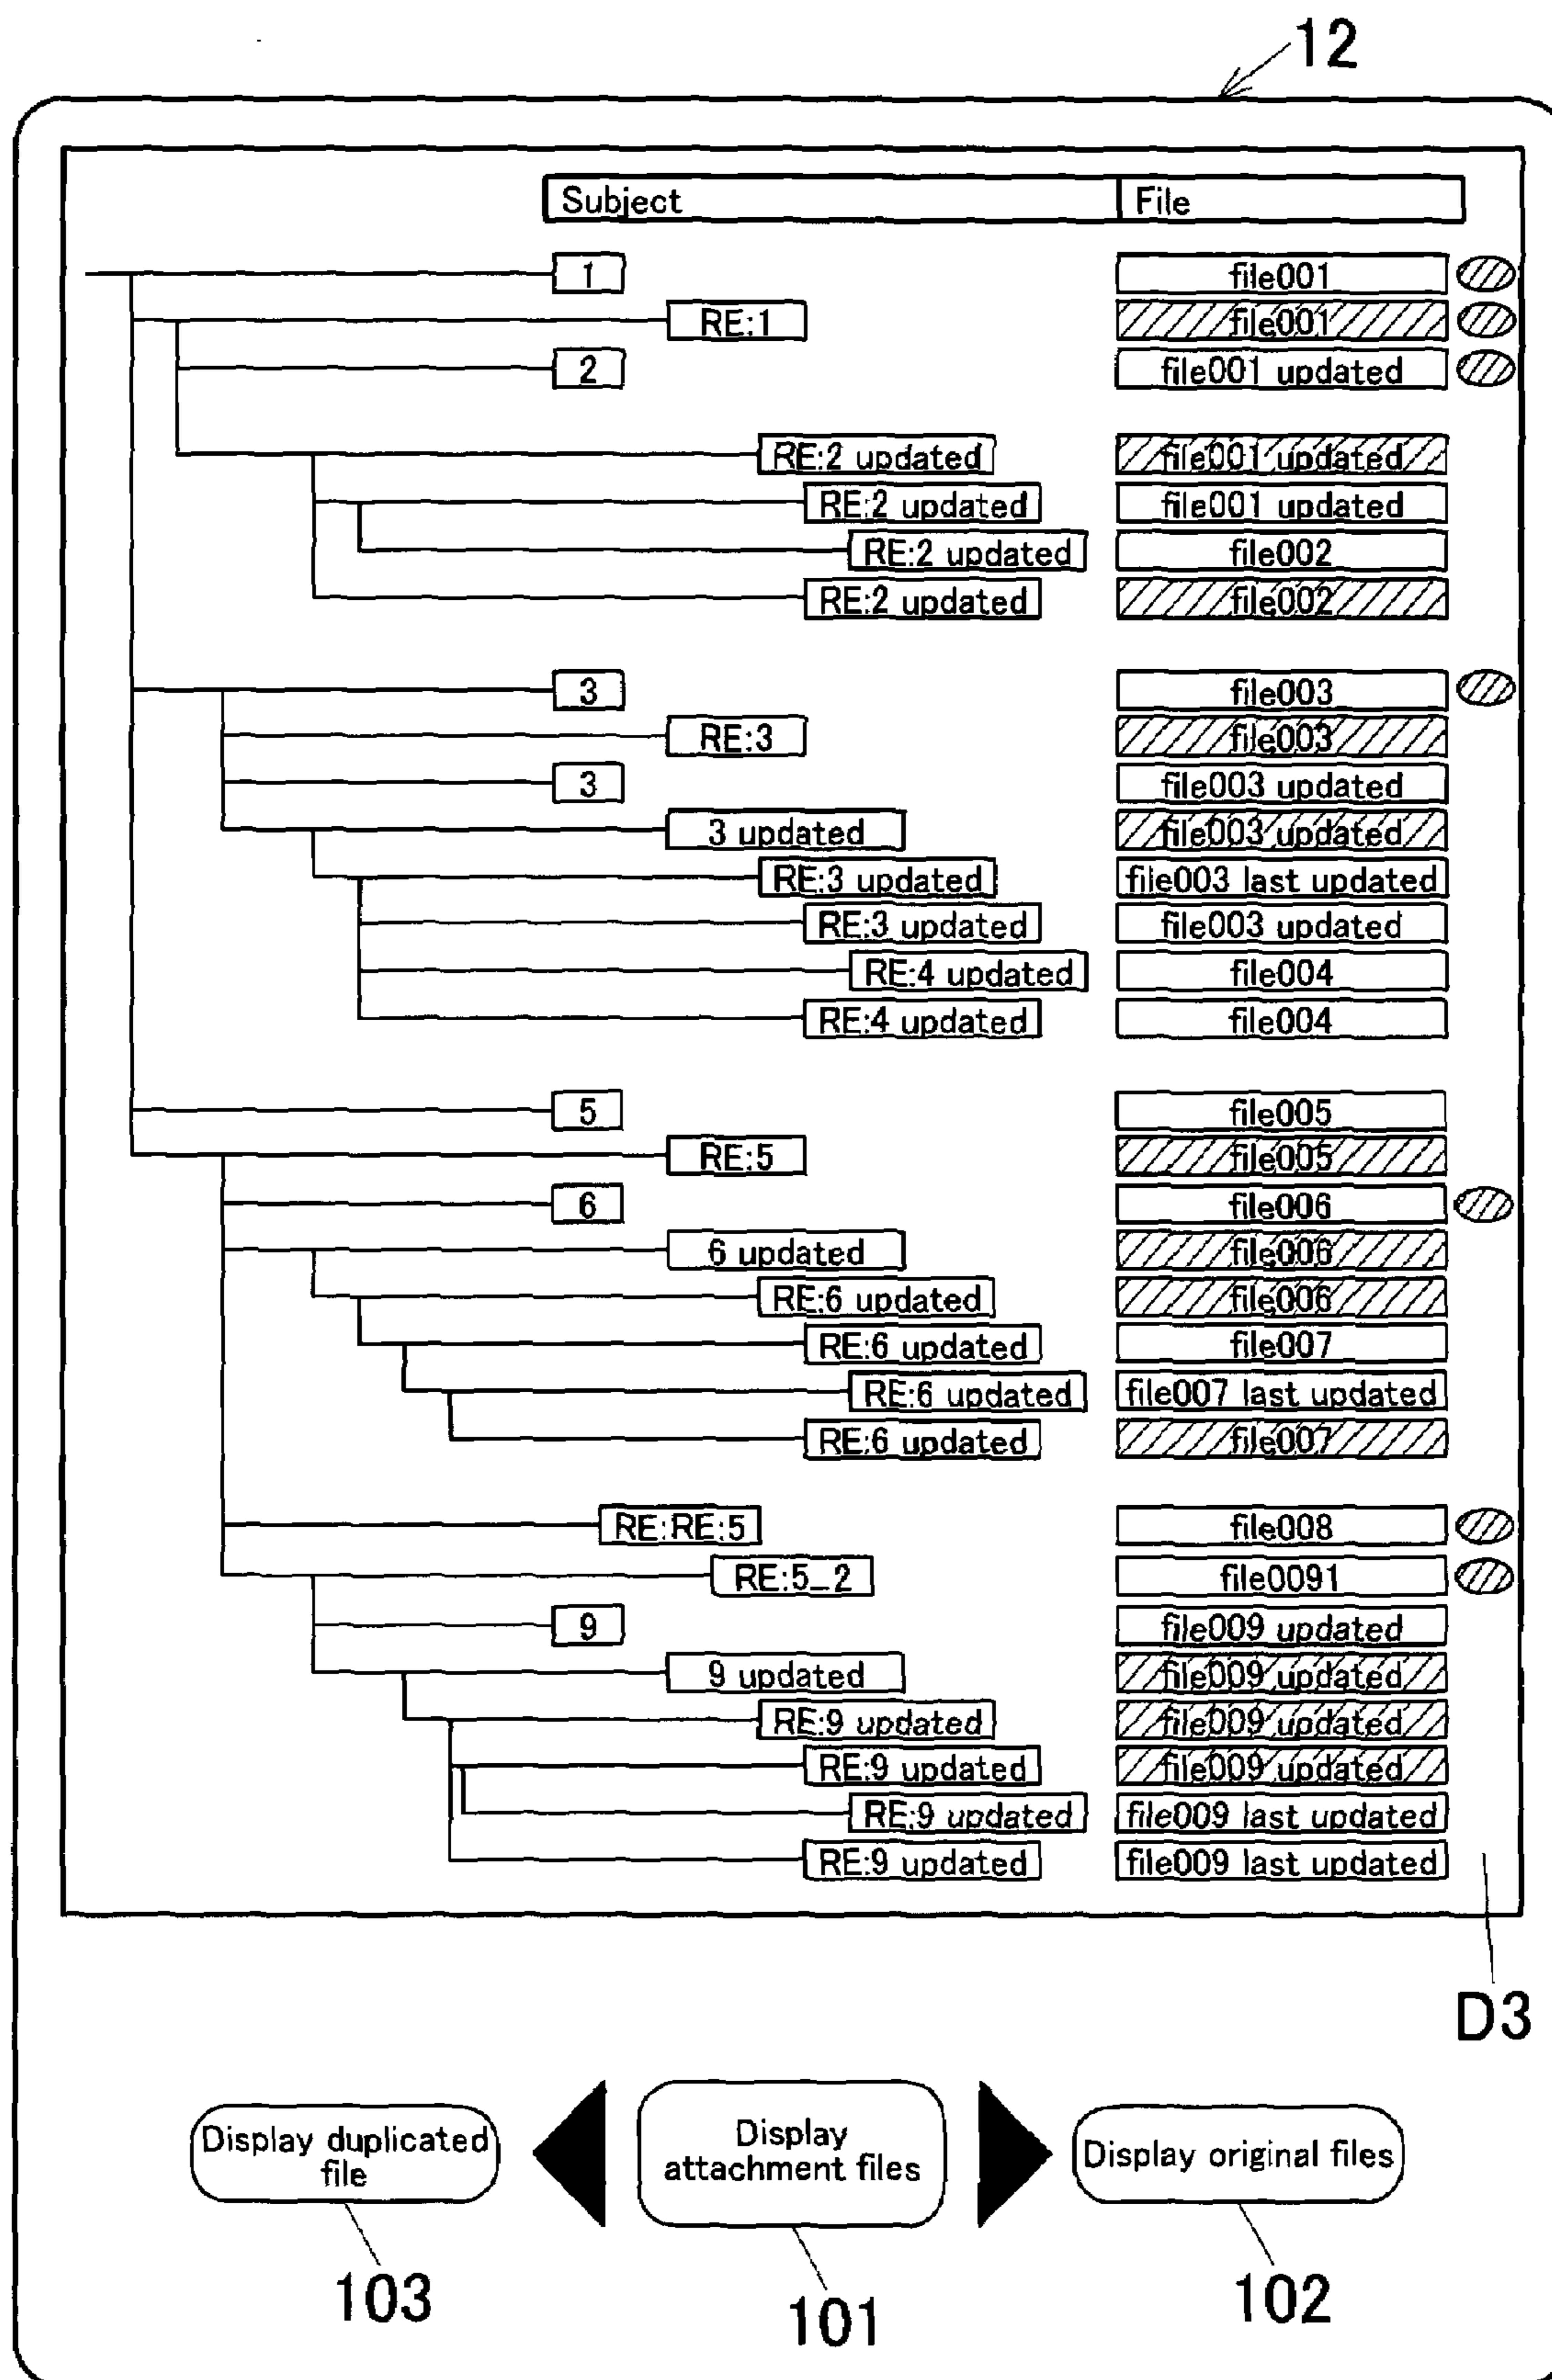 12
Subject File
1 file001
RE:1 file001
2 file001 updated
RE:2 updated file001 updated
RE:2 updated file001 updated
RE:2 updated file002
RE:2 updated file002
3 file003
RE:3 file003
3 file003 updated
3 updated file003 updated
RE:3 updated file003 last updated
RE:3 updated file003 updated
RE:4 updated file004
RE:4 updated file004
5 file005
RE:5 file005
6 file006
6 updated file006
RE:6 updated file006
RE:6 updated file007
RE:6 updated file007 last updated
RE:6 updated file007
RE:RE:5 file008
RE:5_2 file0091
9 file009 updated
9 updated file009 updated
RE:9 updated file009 updated
RE:9 updated file009 updated
RE:9 updated file009 last updated
RE:9 updated file009 last updated
D3
Display duplicated
file
Display
attachment files
Display original files
103
101
102